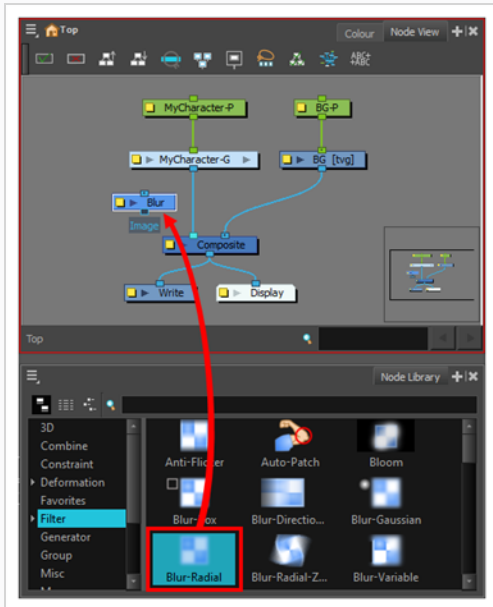 Top
Colour
Node View
ABC+
+ABC
MyCharacter-P
BG-P
MyCharacter-G
BG [tvg]
Blur
Image
Composite
Write
Display
Top
Node Library
3D
Combine
Constraint
Deformation
Favorites
Filter
Generator
Group
Misc
Anti-Flicker
Auto-Patch
Bloom
Blur-Box
Blur-Directio...
Blur-Gaussian
Blur-Radial
Blur-Radial-Z...
Blur-Variable